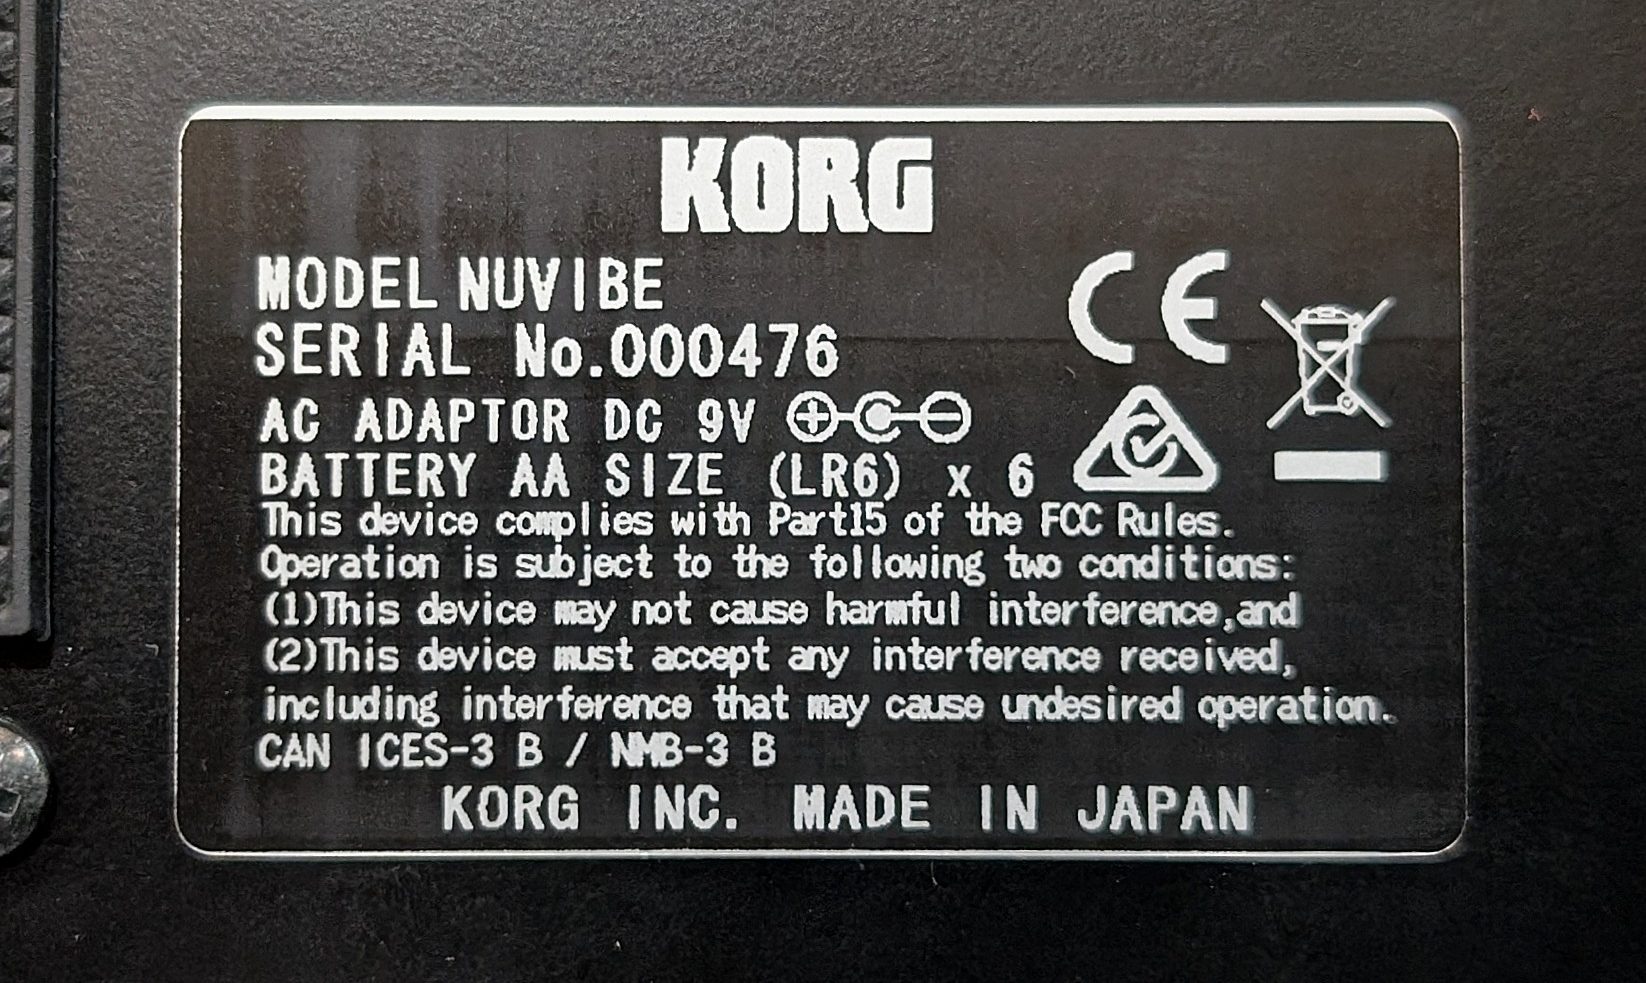 KORG
MODEL NUVIBE
SERIAL No.000476
AC ADAPTOR DC 9V
BATTERY AA SIZE (LR6) x 6
This device complies with Part15 of the FCC Rules.
Operation is subject to the following two conditions:
(1)This device may not cause harmful interference,and
(2)This device must accept any interference received,
including interference that may cause undesired operation.
CAN ICES-3 B / NMB-3 B
KORG INC. MADE IN JAPAN
CE